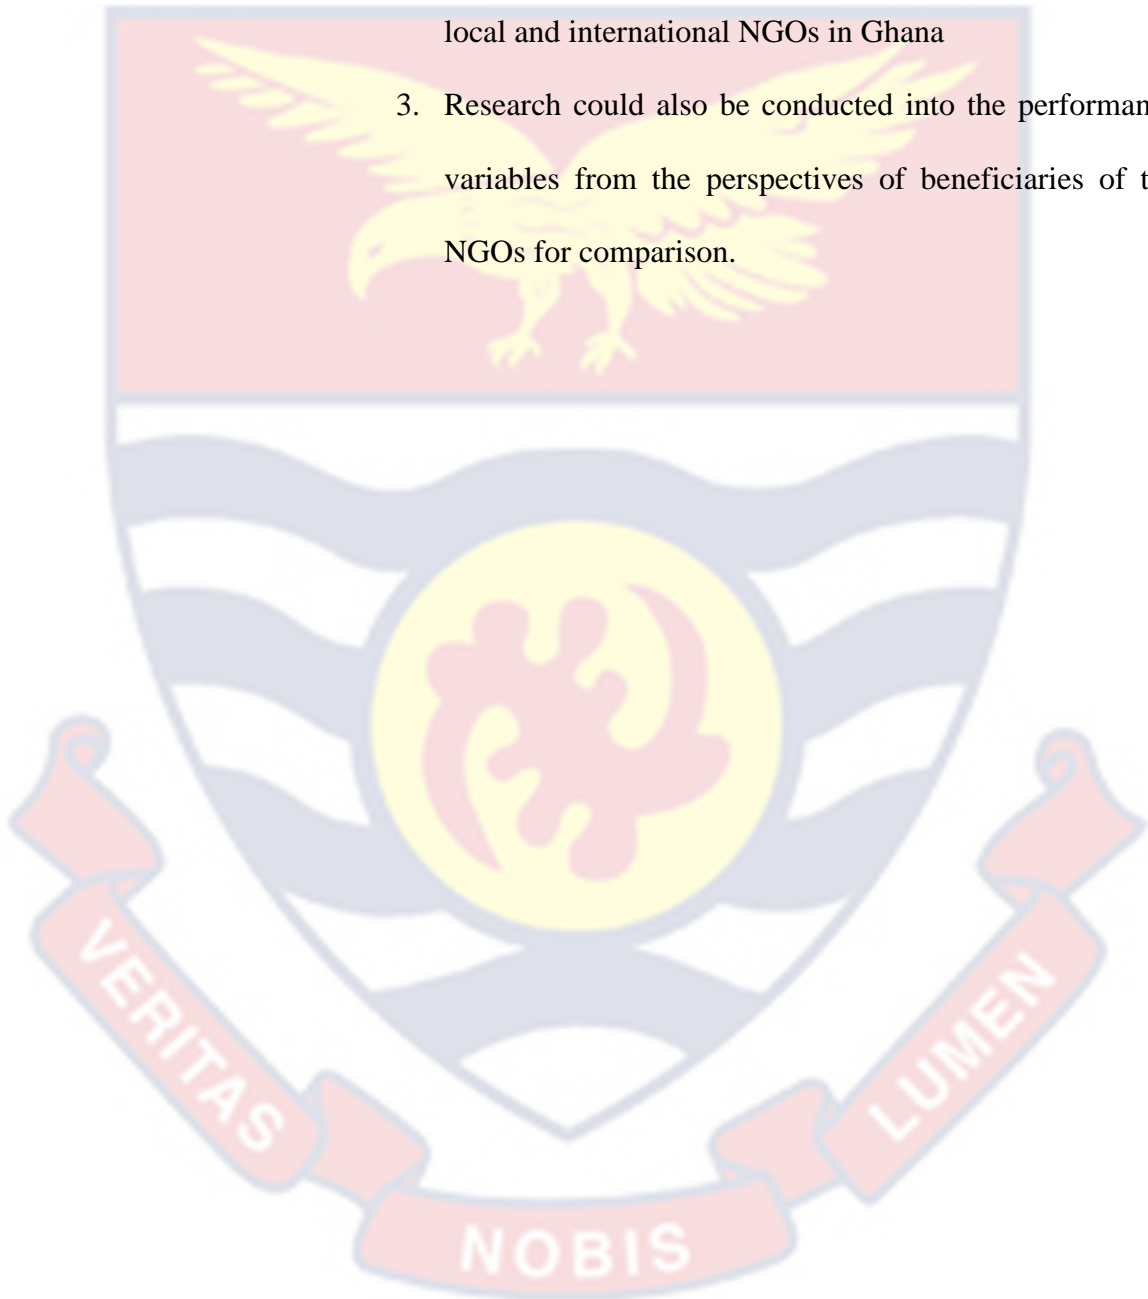 local and international NGOs in Ghana
3. Research could also be conducted into the performan
variables from the perspectives of beneficiaries of t
NGOs for comparison.
VERITAS
NOBIS
LUMEN